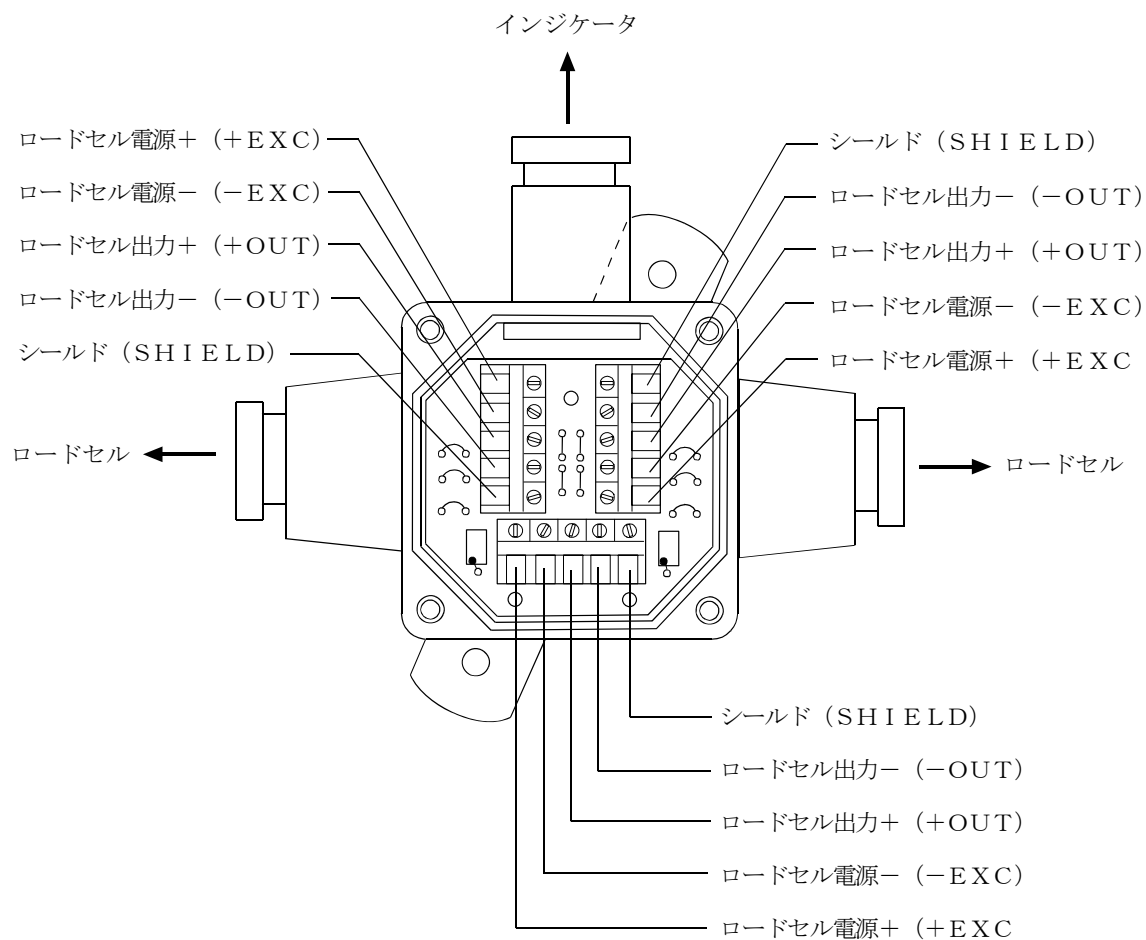 インジケータ
ロードセル電源＋（＋ＥＸＣ）
ロードセル電源－（－ＥＸＣ）
ロードセル出力＋（＋ＯＵＴ）
ロードセル出力－（－ＯＵＴ）
シールド（ＳＨＩＥＬＤ）
シールド（ＳＨＩＥＬＤ）
ロードセル出力－（－ＯＵＴ）
ロードセル出力＋（＋ＯＵＴ）
ロードセル電源－（－ＥＸＣ）
ロードセル電源＋（＋ＥＸＣ
ロードセル
ロードセル
シールド（ＳＨＩＥＬＤ）
ロードセル出力－（－ＯＵＴ）
ロードセル出力＋（＋ＯＵＴ）
ロードセル電源－（－ＥＸＣ）
ロードセル電源＋（＋ＥＸＣ